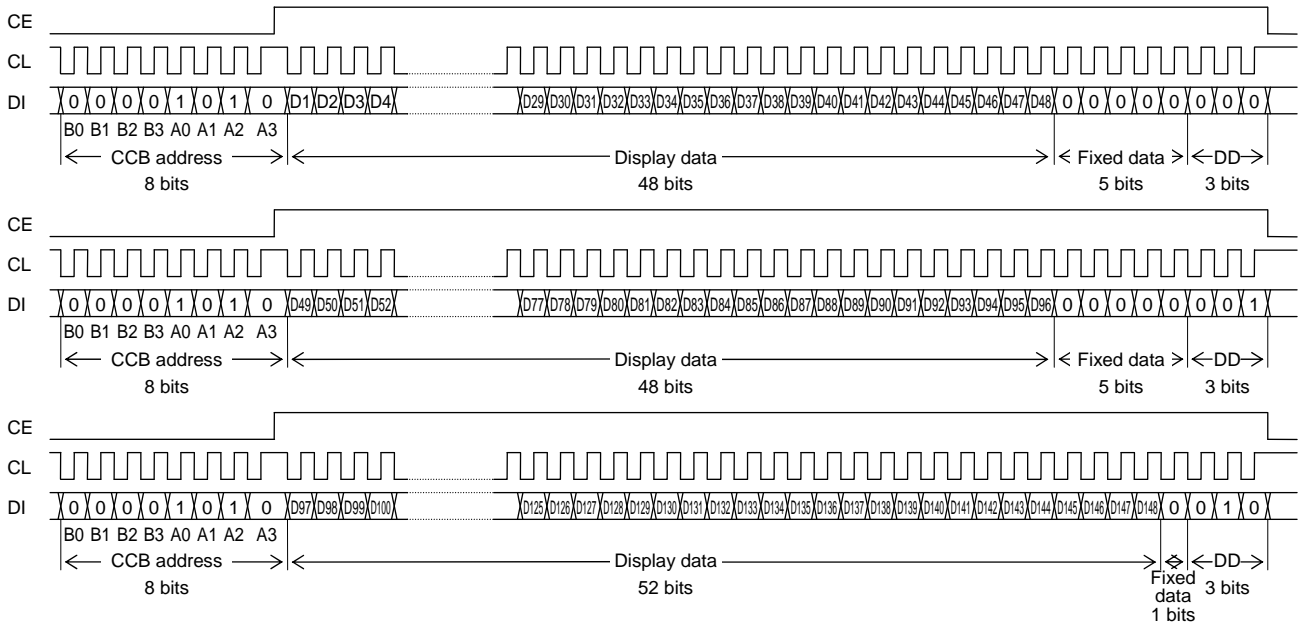 CE
CL
DI 0 0 0 0 1 0 1 0 D1 D2 D3 D4 D29 D30 D31 D32 D33 D34 D35 D36 D37 D38 D39 D40 D41 D42 D43 D44 D45 D46 D47 D48 0 0 0 0 0 0 0 0
B0 B1 B2 B3 A0 A1 A2 A3
CCB address Display data Fixed data DD
8 bits 48 bits 5 bits 3 bits
CE
CL
DI 0 0 0 0 1 0 1 0 D49 D50 D51 D52 D77 D78 D79 D80 D81 D82 D83 D84 D85 D86 D87 D88 D89 D90 D91 D92 D93 D94 D95 D96 0 0 0 0 0 0 0 1
B0 B1 B2 B3 A0 A1 A2 A3
CCB address Display data Fixed data DD
8 bits 48 bits 5 bits 3 bits
CE
CL
DI 0 0 0 0 1 0 1 0 D97 D98 D99 D100 D125 D126 D127 D128 D129 D130 D131 D132 D133 D134 D135 D136 D137 D138 D139 D140 D141 D142 D143 D144 D145 D146 D147 D148 0 0 1 0
B0 B1 B2 B3 A0 A1 A2 A3
CCB address Display data DD
8 bits 52 bits Fixed 3 bits
data
1 bits